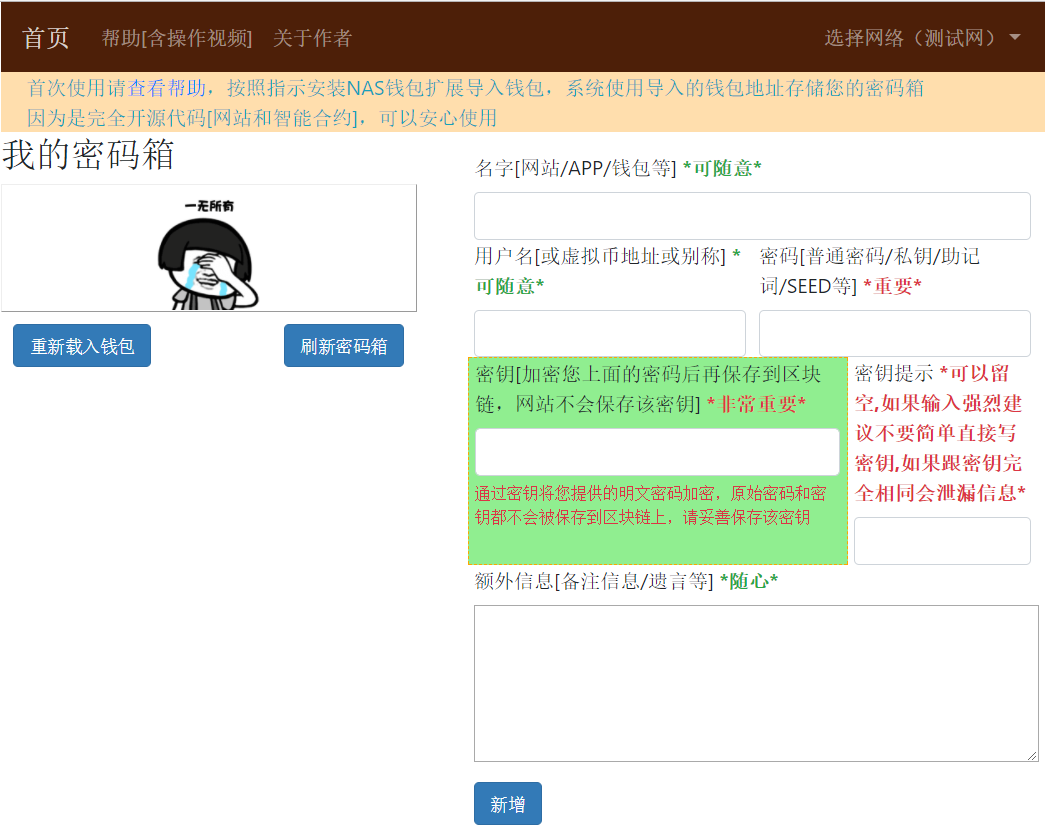 首页 帮助[含操作视频] 关于作者 选择网络（测试网）
首次使用请查看帮助，按照指示安装NAS钱包扩展导入钱包，系统使用导入的钱包地址存储您的密码箱
因为是完全开源代码[网站和智能合约]，可以安心使用
我的密码箱
一无所有
重新载入钱包 刷新密码箱
名字[网站/APP/钱包等] *可随意*
用户名[或虚拟币地址或别称] *
可随意*
密码[普通密码/私钥/助记
词/SEED等] *重要*
密钥[加密您上面的密码后再保存到区块
链，网站不会保存该密钥] *非常重要*
通过密钥将您提供的明文密码加密，原始密码和密
钥都不会被保存到区块链上，请妥善保存该密钥
密钥提示 *可以留
空,如果输入强烈建
议不要简单直接写
密钥,如果跟密钥完
全相同会泄漏信息*
额外信息[备注信息/遗言等] *随心*
新增